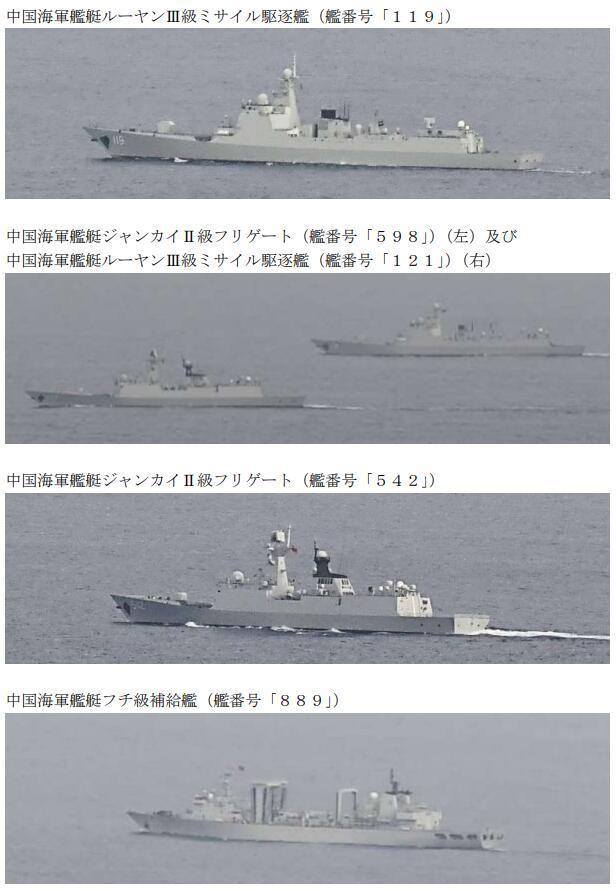 中国海軍艦艇ルーヤンⅢ級ミサイル駆逐艦（艦番号「１１９」）
119
中国海軍艦艇ジャンカイⅡ級フリゲート（艦番号「５９８」）（左）及び
中国海軍艦艇ルーヤンⅢ級ミサイル駆逐艦（艦番号「１２１」）（右）
中国海軍艦艇ジャンカイⅡ級フリゲート（艦番号「５４２」）
中国海軍艦艇フチ級補給艦（艦番号「８８９」）